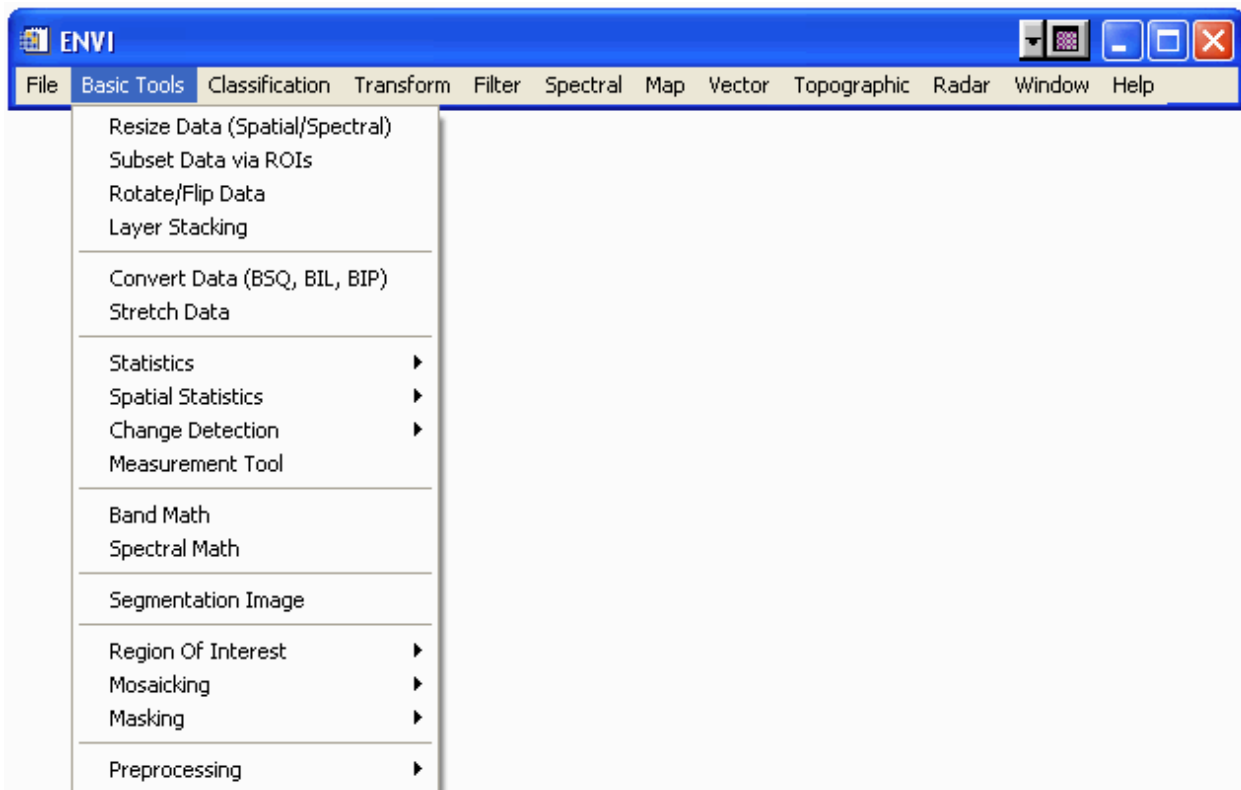 ENVI
File Basic Tools Classification Transform Filter Spectral Map Vector Topographic Radar Window Help
Resize Data (Spatial/Spectral)
Subset Data via ROIs
Rotate/Flip Data
Layer Stacking
Convert Data (BSQ, BIL, BIP)
Stretch Data
Statistics
Spatial Statistics
Change Detection
Measurement Tool
Band Math
Spectral Math
Segmentation Image
Region Of Interest
Mosaicking
Masking
Preprocessing